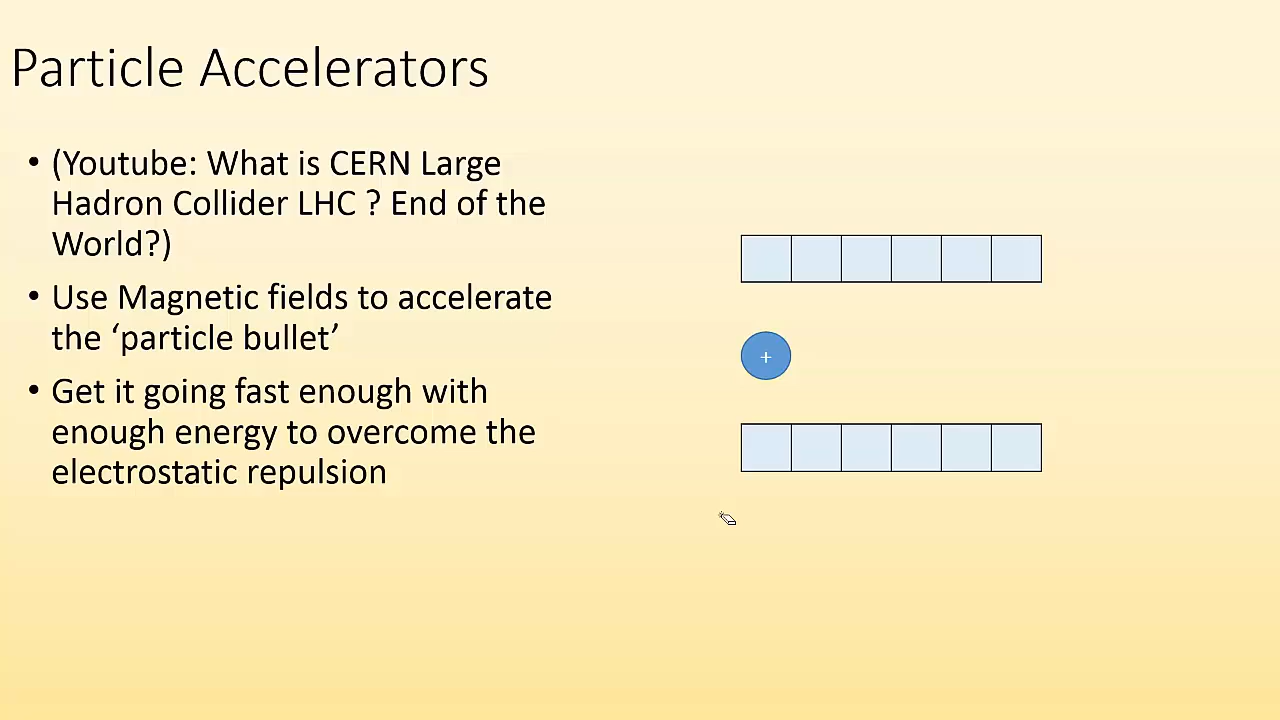 Particle Accelerators
• (Youtube: What is CERN Large
Hadron Collider LHC ? End of the
World?)
• Use Magnetic fields to accelerate
the ‘particle bullet’
• Get it going fast enough with
enough energy to overcome the
electrostatic repulsion
+